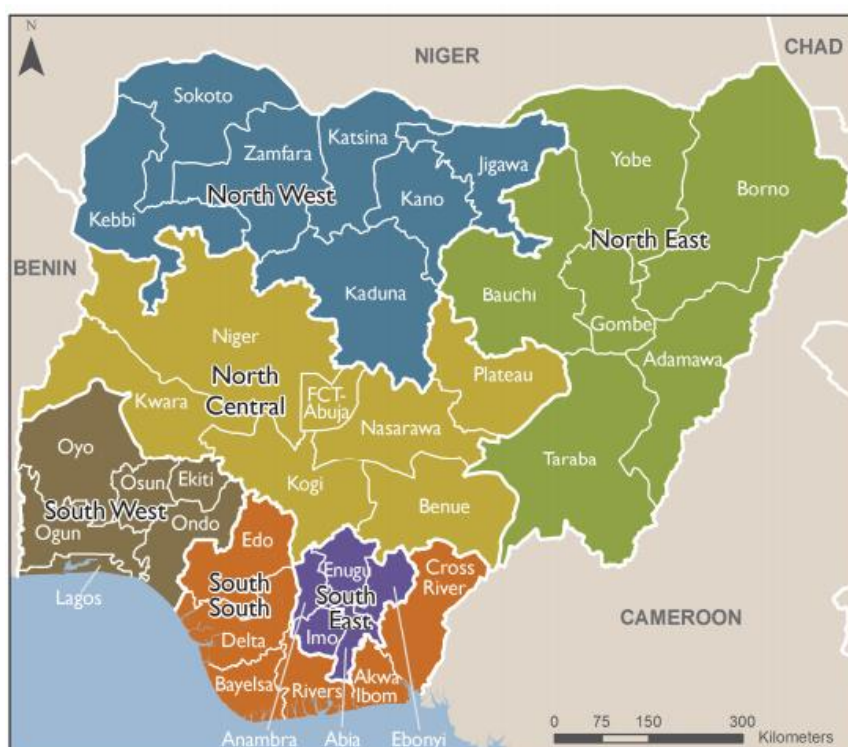 N
NIGER
CHAD
Sokoto
Katsina
Zamfara
Jigawa
Yobe
Kano
Borno
North West
Kebbi
North East
BENIN
Kaduna
Bauchi
Gombe
Niger
Adamawa
Plateau
North
Central
FCT-
Abuja
Kwara
Nasarawa
Oyo
Taraba
Osun
Ekiti
Kogi
Benue
South West
Ogun
Ondo
Edo
Enugu
Cross
River
Lagos
South
South
South
East
CAMEROON
Delta
Imo
Bayelsa
Rivers
Akwa
Ibom
0 75 150 300
Kilometers
Anambra
Abia
Ebonyi